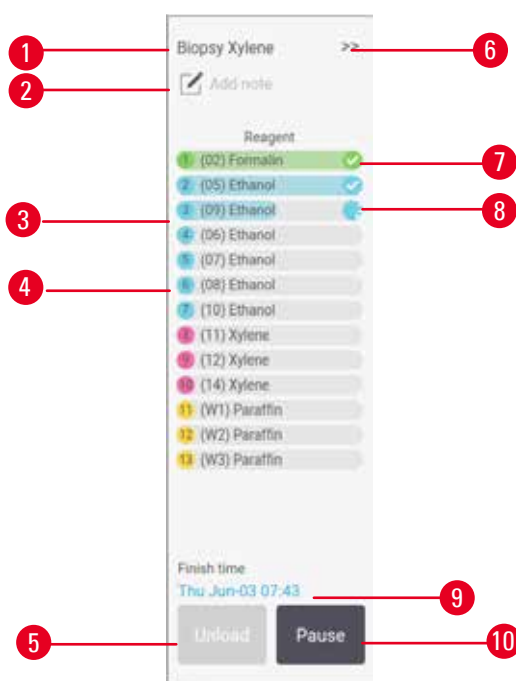 1 Biopsy Xylene >> 6
2 Add note
Reagent
1 (02) Formalin 7
2 (05) Ethanol
3 3 (09) Ethanol 8
4 (06) Ethanol
5 (07) Ethanol
4 6 (08) Ethanol
7 (10) Ethanol
8 (11) Xylene
9 (12) Xylene
10 (14) Xylene
11 (W1) Paraffin
12 (W2) Paraffin
13 (W3) Paraffin
Finish time
Thu Jun-03 07:43 9
5 Unload Pause 10